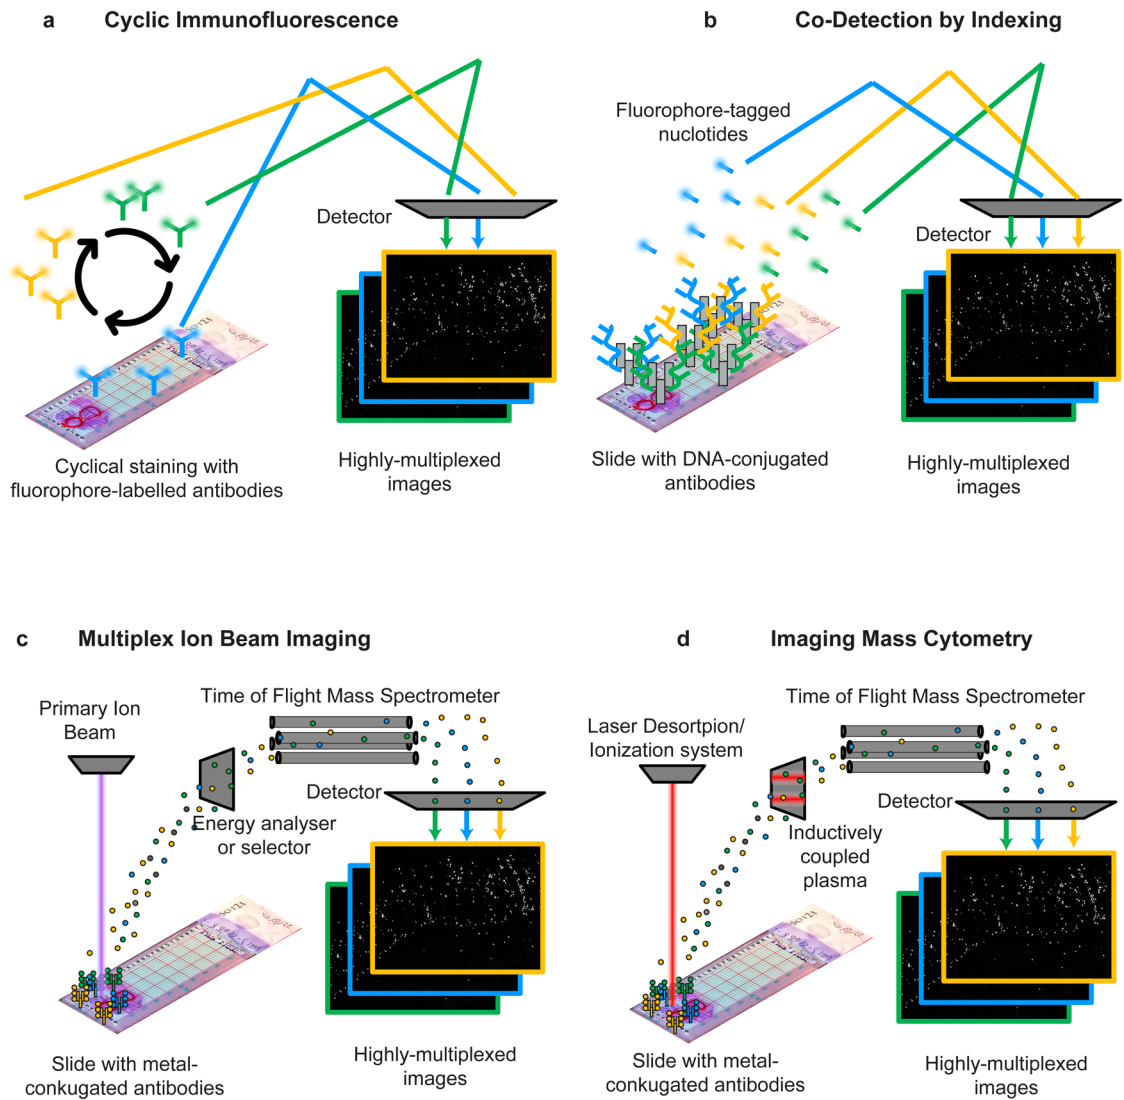 a Cyclic Immunofluorescence
Detector
Cyclical staining with
fluorophore-labelled antibodies
Highly-multiplexed
images
b Co-Detection by Indexing
Fluorophore-tagged
nuclotides
Detector
Slide with DNA-conjugated
antibodies
Highly-multiplexed
images
c Multiplex Ion Beam Imaging
Primary Ion
Beam
Time of Flight Mass Spectrometer
Energy analyser
or selector
Detector
Slide with metal-
conkugated antibodies
Highly-multiplexed
images
d Imaging Mass Cytometry
Laser Desortpion/
Ionization system
Time of Flight Mass Spectrometer
Inductively
coupled
plasma
Detector
Slide with metal-
conkugated antibodies
Highly-multiplexed
images